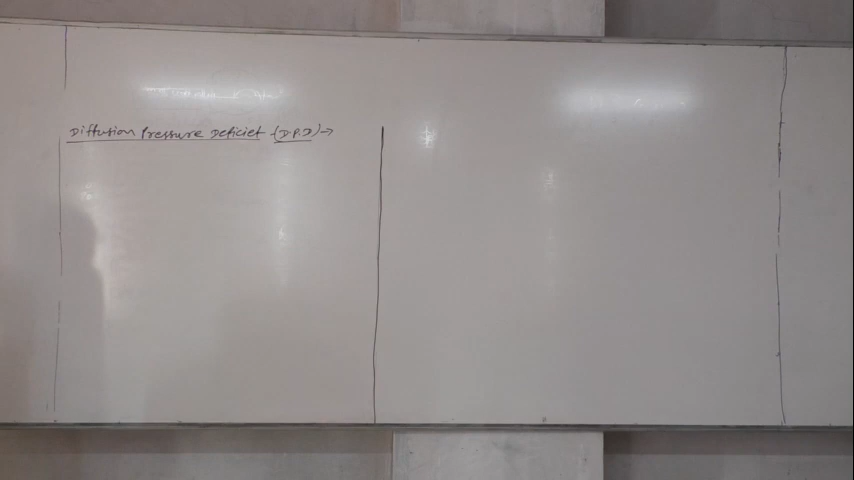 Diffusion Pressure Deficiet (D.P.D) →